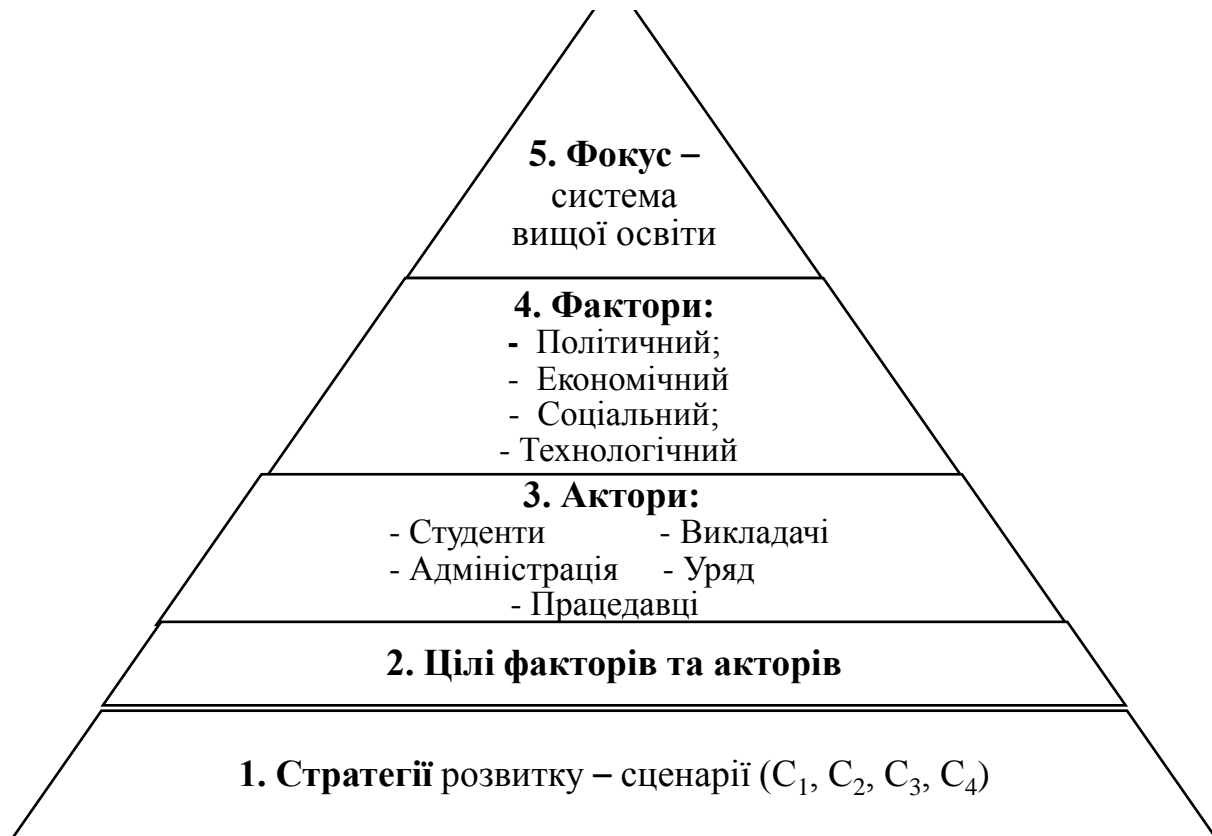 5. Фокус –
система
вищої освіти
4. Фактори:
- Політичний;
- Економічний
- Соціальний;
- Технологічний
3. Актори:
- Студенти - Викладачі
- Адміністрація - Уряд
- Працедавці
2. Цілі факторів та акторів
1. Стратегії розвитку – сценарії (С₁, С₂, С₃, С₄)